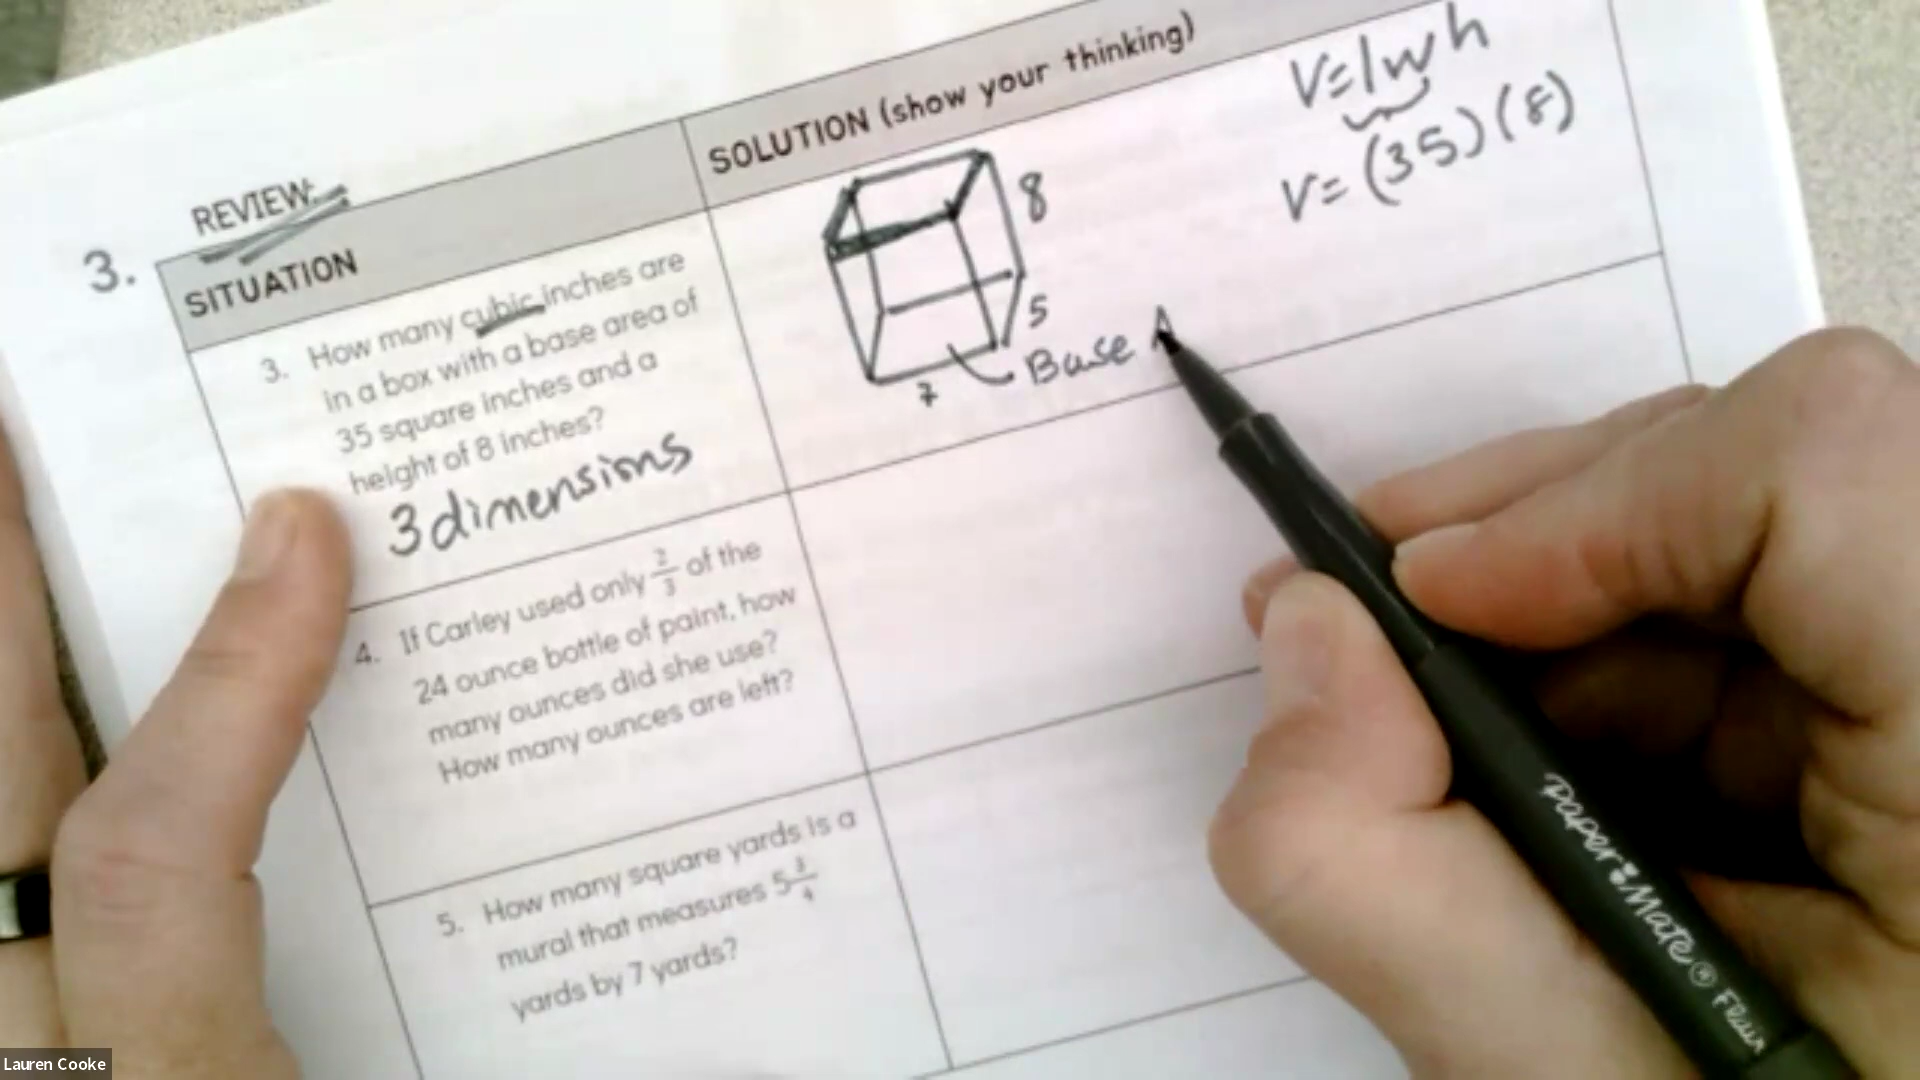 3.
REVIEW:
SITUATION
SOLUTION (show your thinking)
3. How many cubic inches are
in a box with a base area of
35 square inches and a
height of 8 inches?
3 dimensions
8
5
7
Base A
V=lwh
V=(35)(8)
4. If Carley used only 2/3 of the
24 ounce bottle of paint, how
many ounces did she use?
How many ounces are left?
5. How many square yards is a
mural that measures 5 3/4
yards by 7 yards?
Paper Mate ® Flair
Lauren Cooke